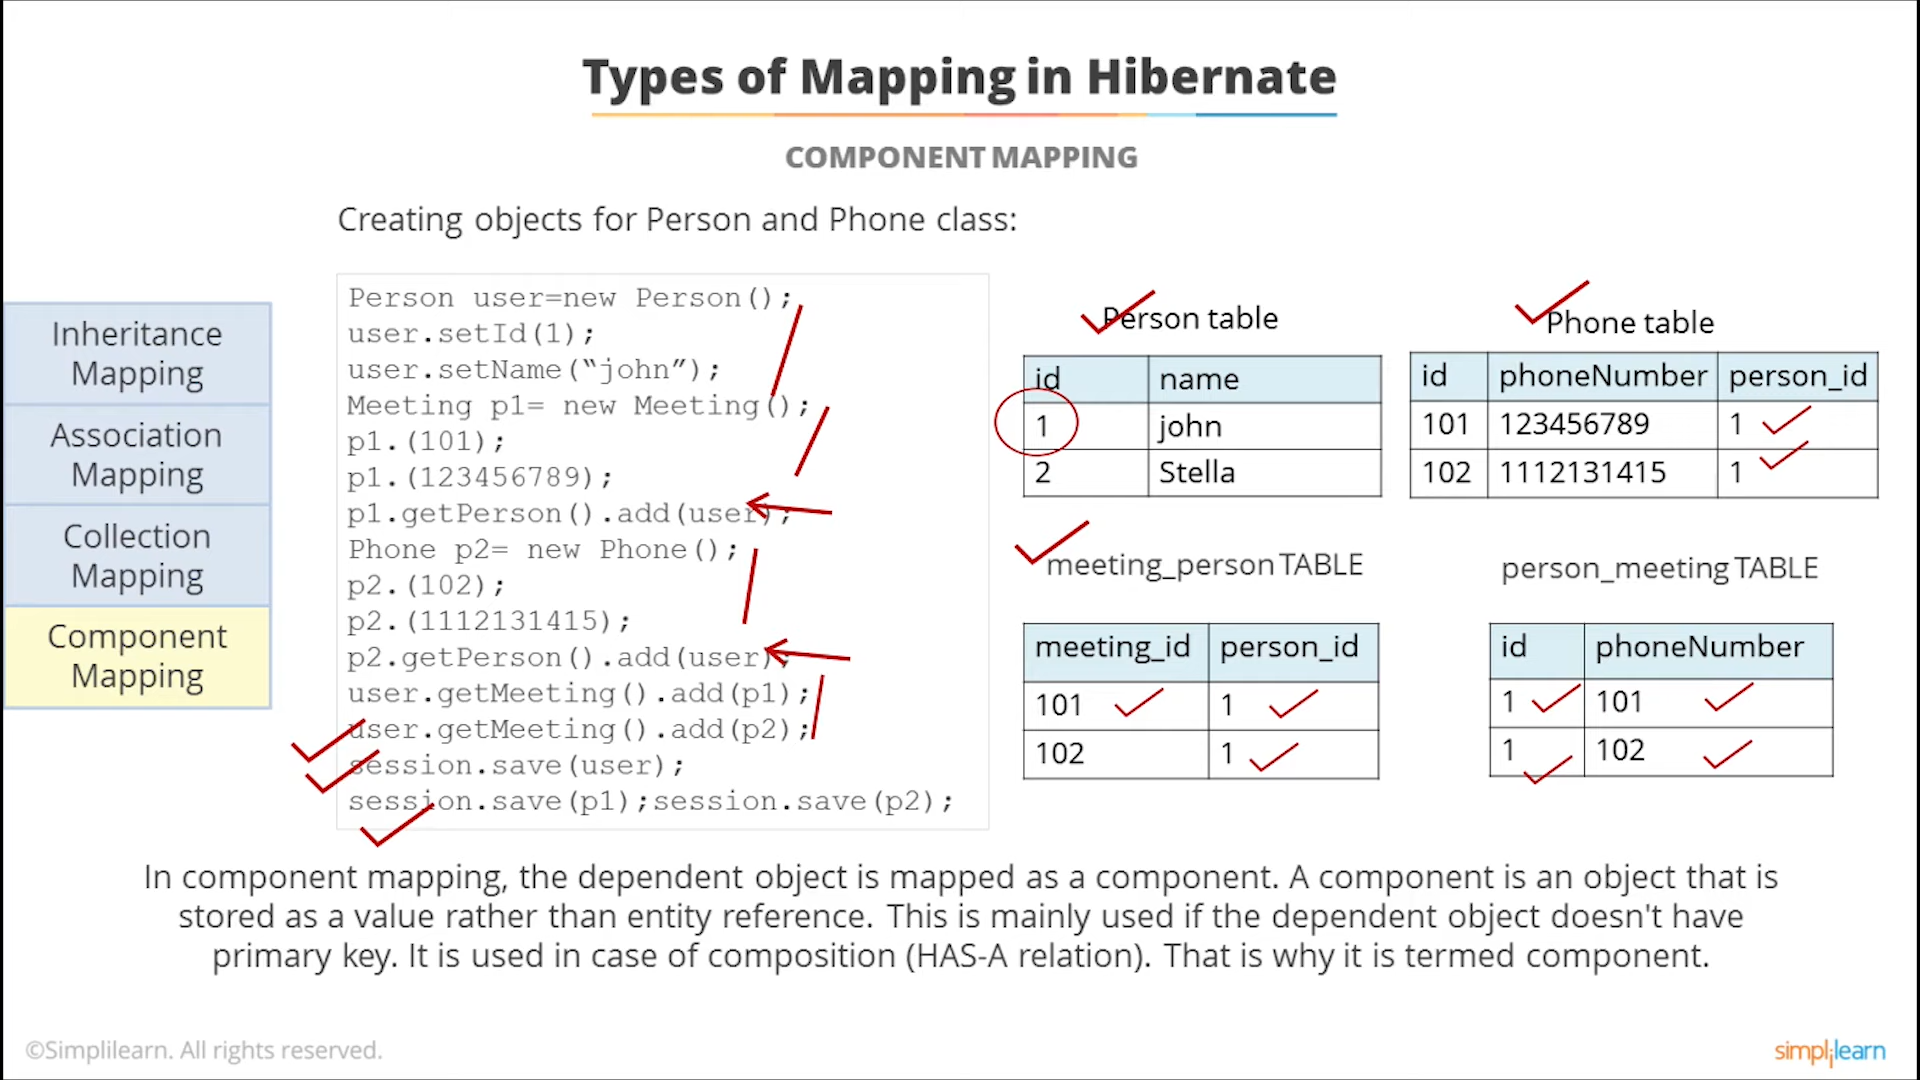 Types of Mapping in Hibernate
COMPONENT MAPPING
Creating objects for Person and Phone class:
Inheritance
Mapping
Association
Mapping
Collection
Mapping
Component
Mapping
Person user=new Person();
user.setId(1);
user.setName(“john”);
Meeting p1= new Meeting();
p1.(101);
p1.(123456789);
p1.getPerson().add(user);
Phone p2= new Phone();
p2.(102);
p2.(1112131415);
p2.getPerson().add(user);
user.getMeeting().add(p1);
user.getMeeting().add(p2);
session.save(user);
session.save(p1);session.save(p2);
Person table
id name
1 john
2 Stella
Phone table
id phoneNumber person_id
101 123456789 1
102 1112131415 1
meeting_person TABLE
meeting_id person_id
101 1
102 1
person_meeting TABLE
id phoneNumber
1 101
1 102
In component mapping, the dependent object is mapped as a component. A component is an object that is
stored as a value rather than entity reference. This is mainly used if the dependent object doesn't have
primary key. It is used in case of composition (HAS-A relation). That is why it is termed component.
©Simplilearn. All rights reserved.
simplilearn